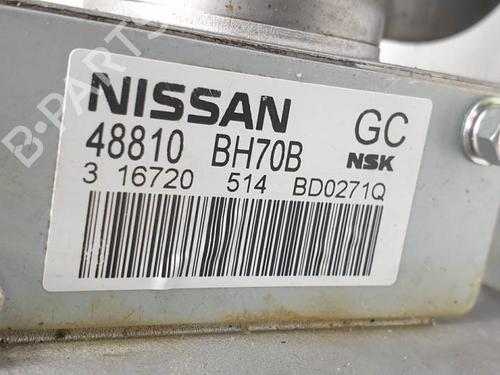 B-PARTS
NISSAN GC
48810 BH70B NSK
3 16720 514 BD0271Q